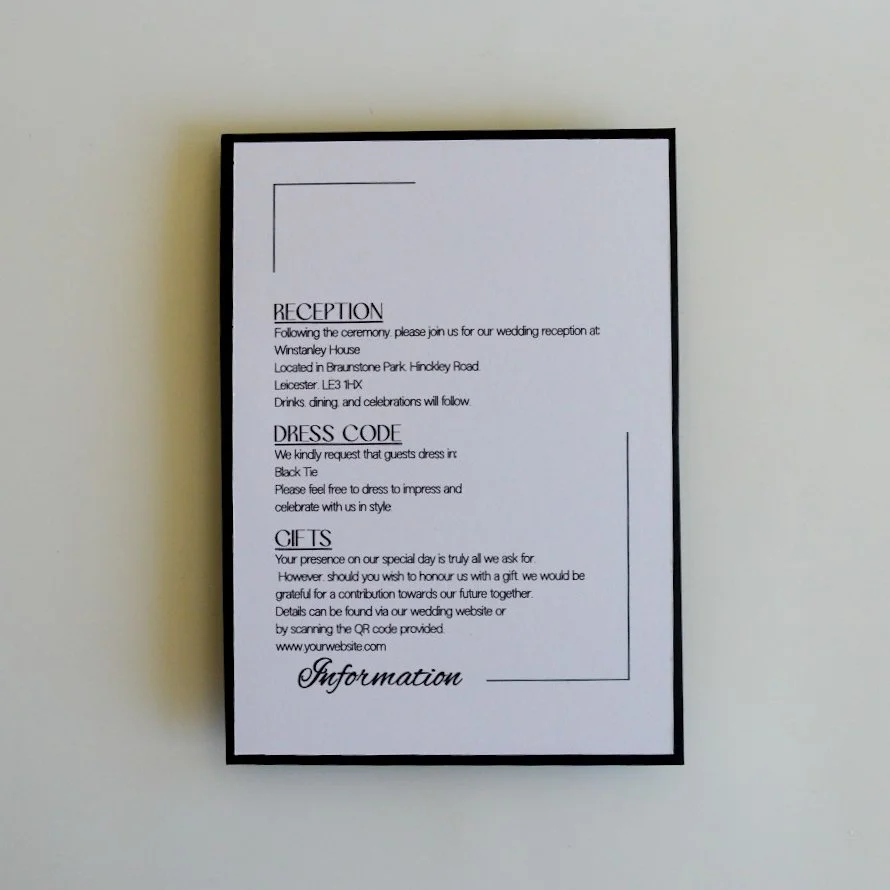 RECEPTION
Following the ceremony, please join us for our wedding reception at:
Winstanley House
Located in Braunstone Park, Hinckley Road,
Leicester, LE3 1HX
Drinks, dining, and celebrations will follow.
DRESS CODE
We kindly request that guests dress in:
Black Tie
Please feel free to dress to impress and
celebrate with us in style.
GIFTS
Your presence on our special day is truly all we ask for.
However, should you wish to honour us with a gift, we would be
grateful for a contribution towards our future together.
Details can be found via our wedding website or
by scanning the QR code provided.
www.yourwebsite.com
Information